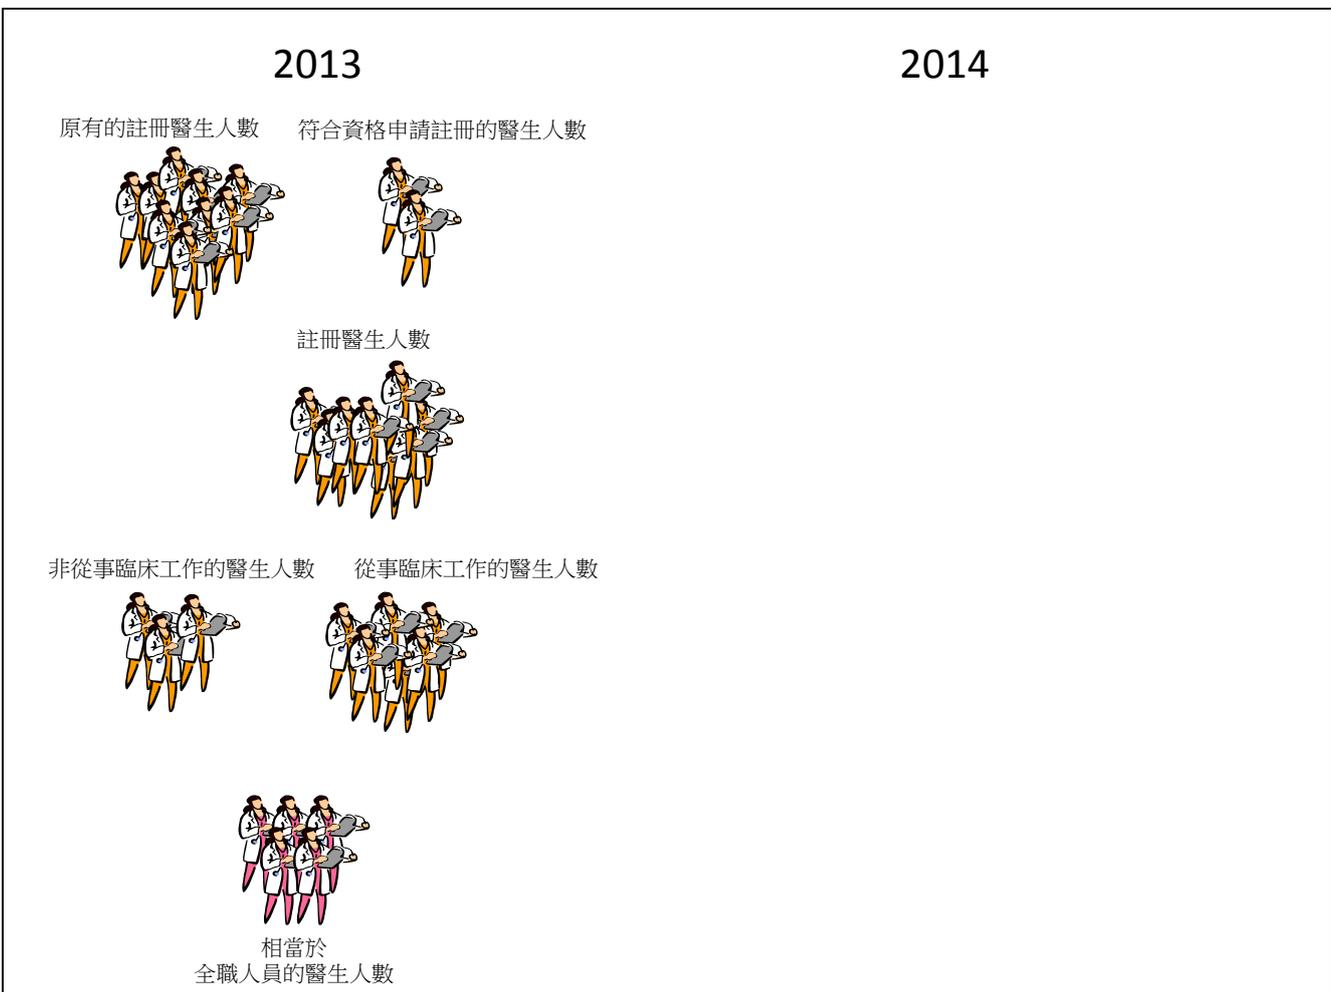 2013
2014
原有的註冊醫生人數
符合資格申請註冊的醫生人數
註冊醫生人數
非從事臨床工作的醫生人數
從事臨床工作的醫生人數
相當於
全職人員的醫生人數